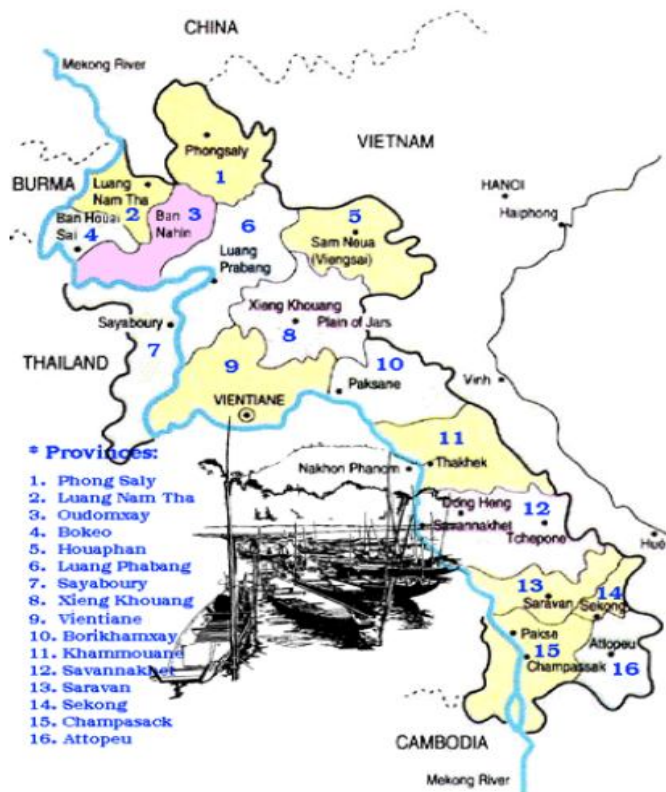 CHINA
Mekong River
VIETNAM
Phongsaly
1
BURMA
Luang
Nam Tha
2
3
Ban
Nahin
Ban Houai
Sai
4
6
5
Sam Neua
(Viengsai)
HANOI
Haiphong
Luang
Prabang
Xieng Khouang
Plain of Jars
8
Sayaboury
7
THAILAND
9
10
Paksane
Vinh
VIENTIANE
11
Nakhon Phanom
Thakhek
Dong Heng
12
Savannakhet
Tchepone
Hue
13
14
Saravan
Sekong
Pakse
15
Champassak
Attopeu
16
CAMBODIA
Mekong River
* Provinces:
1. Phong Saly
2. Luang Nam Tha
3. Oudomxay
4. Bokeo
5. Houaphan
6. Luang Phabang
7. Sayaboury
8. Xieng Khouang
9. Vientiane
10. Borikhamxay
11. Khammouane
12. Savannakhet
13. Saravan
14. Sekong
15. Champasack
16. Attopeu